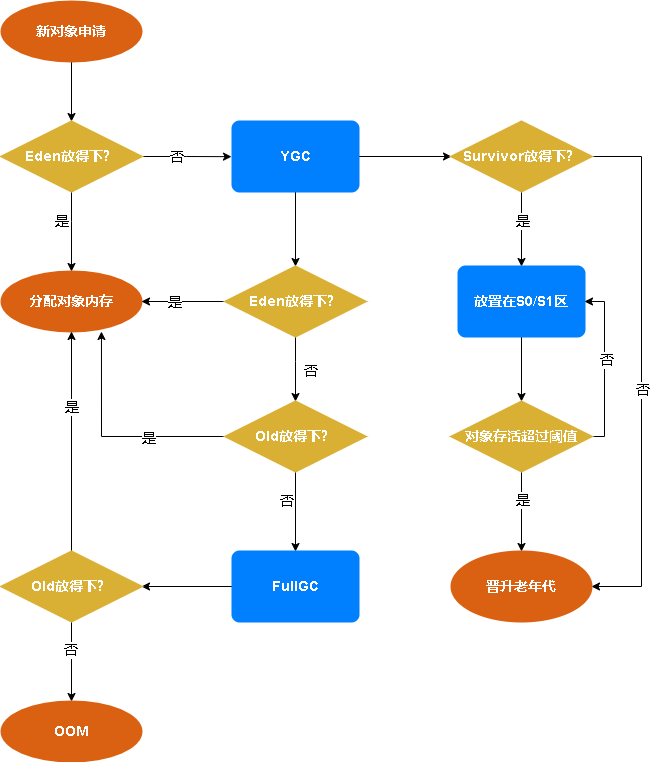 新对象申请
Eden放得下?
否
YGC
Survivor放得下?
是
是
分配对象内存
是
Eden放得下?
放置在S0/S1区
否
否
否
是
是
Old放得下?
对象存活超过阈值
否
是
Old放得下?
FullGC
晋升老年代
否
OOM